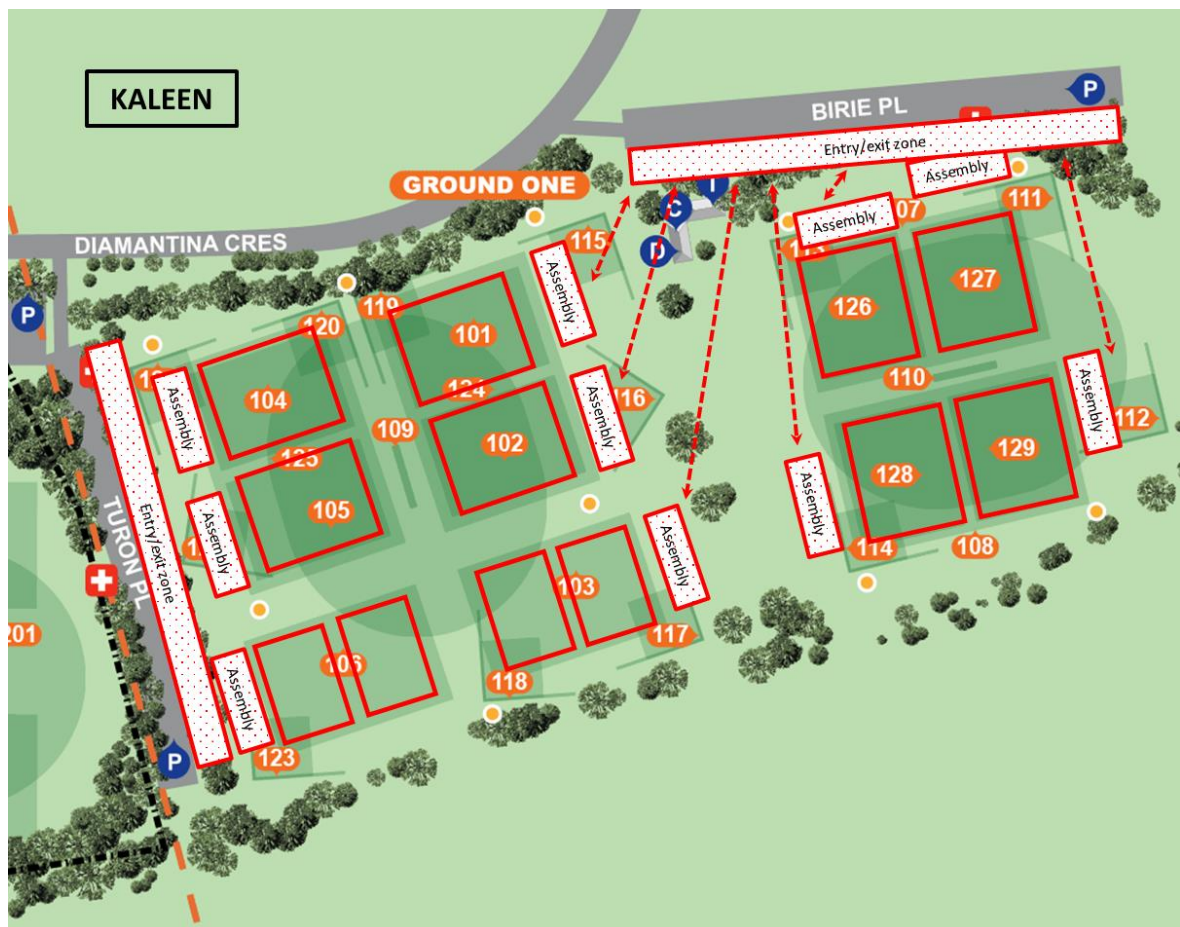 KALEEN
BIRIE PL
P
Entry/exit zone
Assembly
GROUND ONE
C
D
111
Assembly
DIAMANTINA CRES
115
Assembly
127
126
P
119
120
101
110
104
124
116
Assembly
112
Assembly
Assembly
109
102
125
129
128
105
Assembly
TURON PL
Entry/exit zone
Assembly
Assembly
114
108
201
103
106
117
Assembly
118
123
P